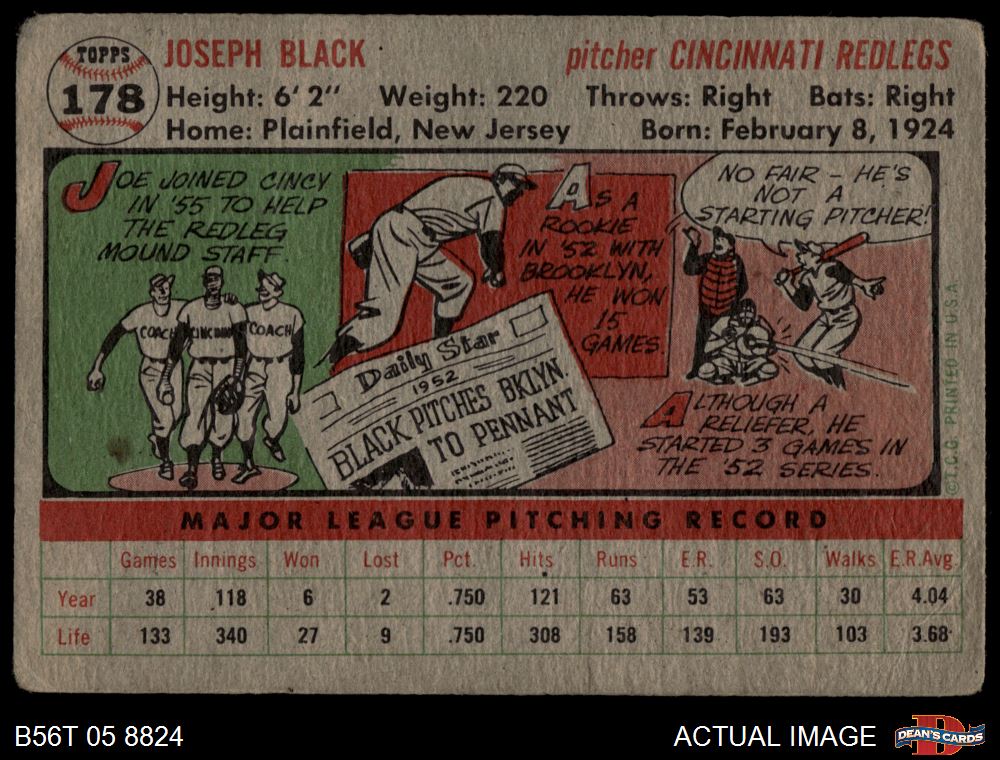 TOPPS
178
JOSEPH BLACK
pitcher CINCINNATI REDLEGS
Height: 6' 2" Weight: 220 Throws: Right Bats: Right
Home: Plainfield, New Jersey Born: February 8, 1924
JOE JOINED CINCY
IN '55 TO HELP
THE REDLEG
MOUND STAFF.
COACH
COACH
AS A
ROOKIE
IN '52 WITH
BROOKLYN,
HE WON
15
GAMES.
Daily Star
1952
BLACK PITCHES BKLYN.
TO PENNANT
NO FAIR - HE'S
NOT A
STARTING PITCHER!
ALTHOUGH A
RELIEFER, HE
STARTED 3 GAMES IN
THE '52 SERIES.
©T.C.G. PRINTED IN U.S.A.
MAJOR LEAGUE PITCHING RECORD
Games Innings Won Lost Pct. Hits Runs E.R. S.O. Walks E.R.Avg.
Year 38 118 6 2 .750 121 63 53 63 30 4.04
Life 133 340 27 9 .750 308 158 139 193 103 3.68
B56T 05 8824
ACTUAL IMAGE
D
DEAN'S CARDS